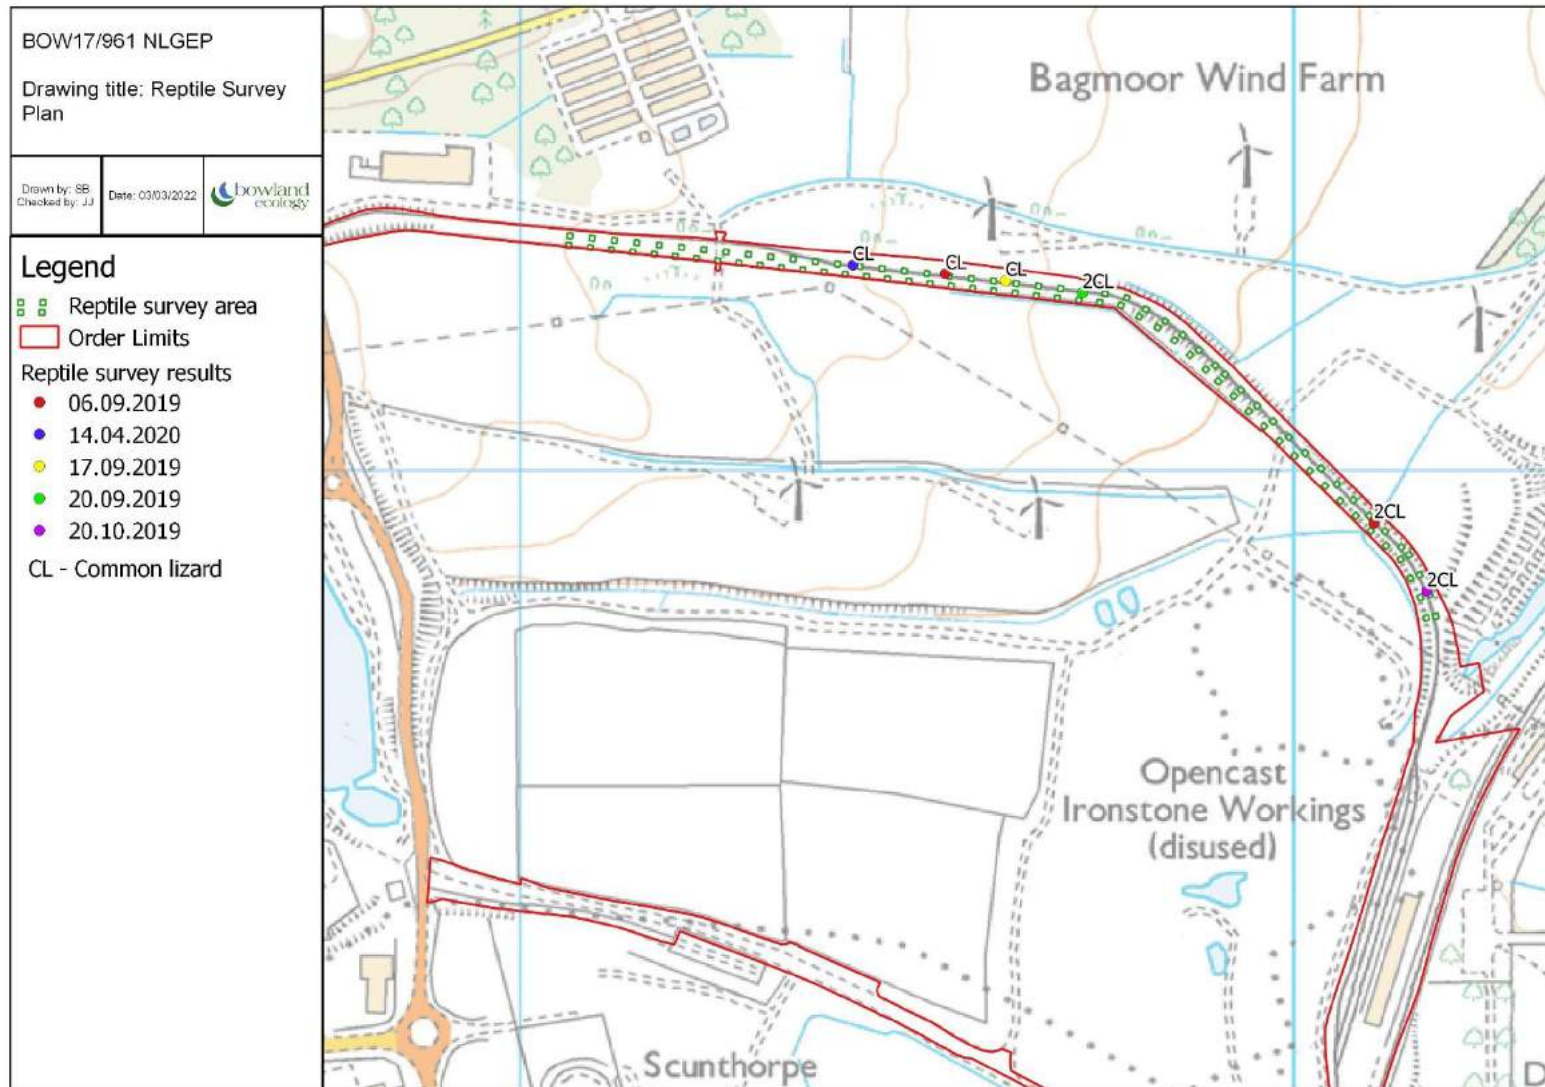 BOW17/961 NLGEP
Drawing title: Reptile Survey
Plan
Drawn by: SB
Checked by: JJ
Date: 03/03/2022
bowland
ecology
Legend
Reptile survey area
Order Limits
Reptile survey results
06.09.2019
14.04.2020
17.09.2019
20.09.2019
20.10.2019
CL - Common lizard
Bagmoor Wind Farm
CL
CL
CL
2CL
2CL
2CL
Opencast
Ironstone Workings
(disused)
Scunthorpe
D